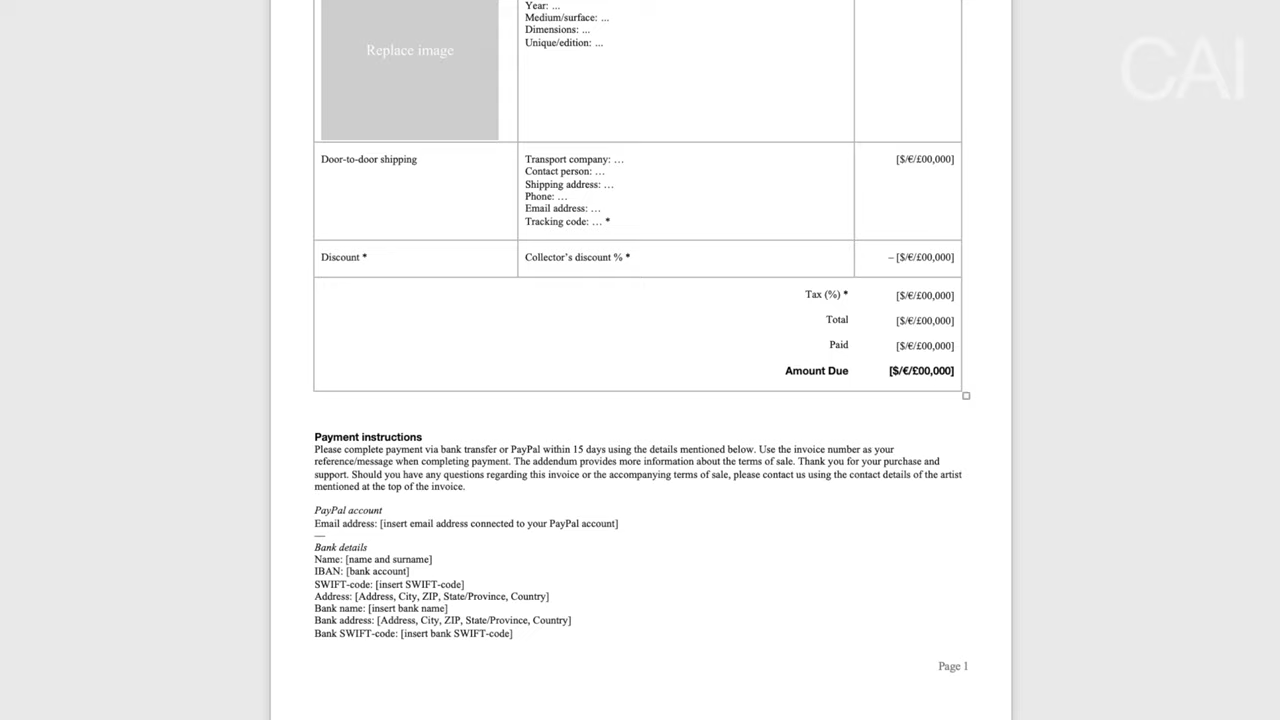 Year: ...
Medium/surface: ...
Dimensions: ...
Unique/edition: ...
Replace image
CAI
Door-to-door shipping
Transport company: …
Contact person: …
Shipping address: …
Phone: …
Email address: …
Tracking code: … *
[$/€/£00,000]
Discount *
Collector's discount % *
– [$/€/£00,000]
Tax (%) *
[$/€/£00,000]
Total
[$/€/£00,000]
Paid
[$/€/£00,000]
Amount Due
[$/€/£00,000]
Payment instructions
Please complete payment via bank transfer or PayPal within 15 days using the details mentioned below. Use the invoice number as your
reference/message when completing payment. The addendum provides more information about the terms of sale. Thank you for your purchase and
support. Should you have any questions regarding this invoice or the accompanying terms of sale, please contact us using the contact details of the artist
mentioned at the top of the invoice.
PayPal account
Email address: [insert email address connected to your PayPal account]
—
Bank details
Name: [name and surname]
IBAN: [bank account]
SWIFT-code: [insert SWIFT-code]
Address: [Address, City, ZIP, State/Province, Country]
Bank name: [insert bank name]
Bank address: [Address, City, ZIP, State/Province, Country]
Bank SWIFT-code: [insert bank SWIFT-code]
Page 1